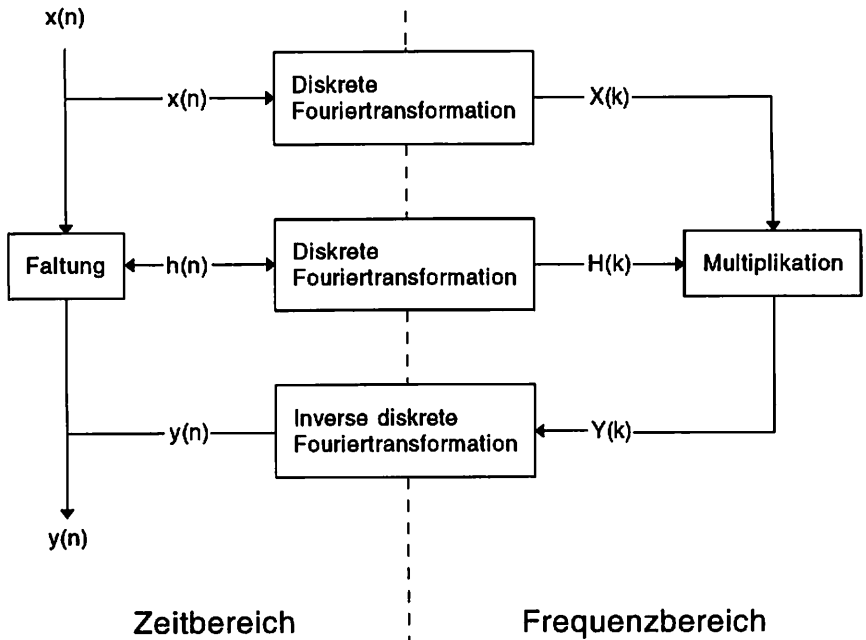 x(n)
Diskrete
Fouriertransformation
x(n)
X(k)
Faltung
h(n)
Diskrete
Fouriertransformation
H(k)
Multiplikation
y(n)
Inverse diskrete
Fouriertransformation
Y(k)
y(n)
Zeitbereich
Frequenzbereich